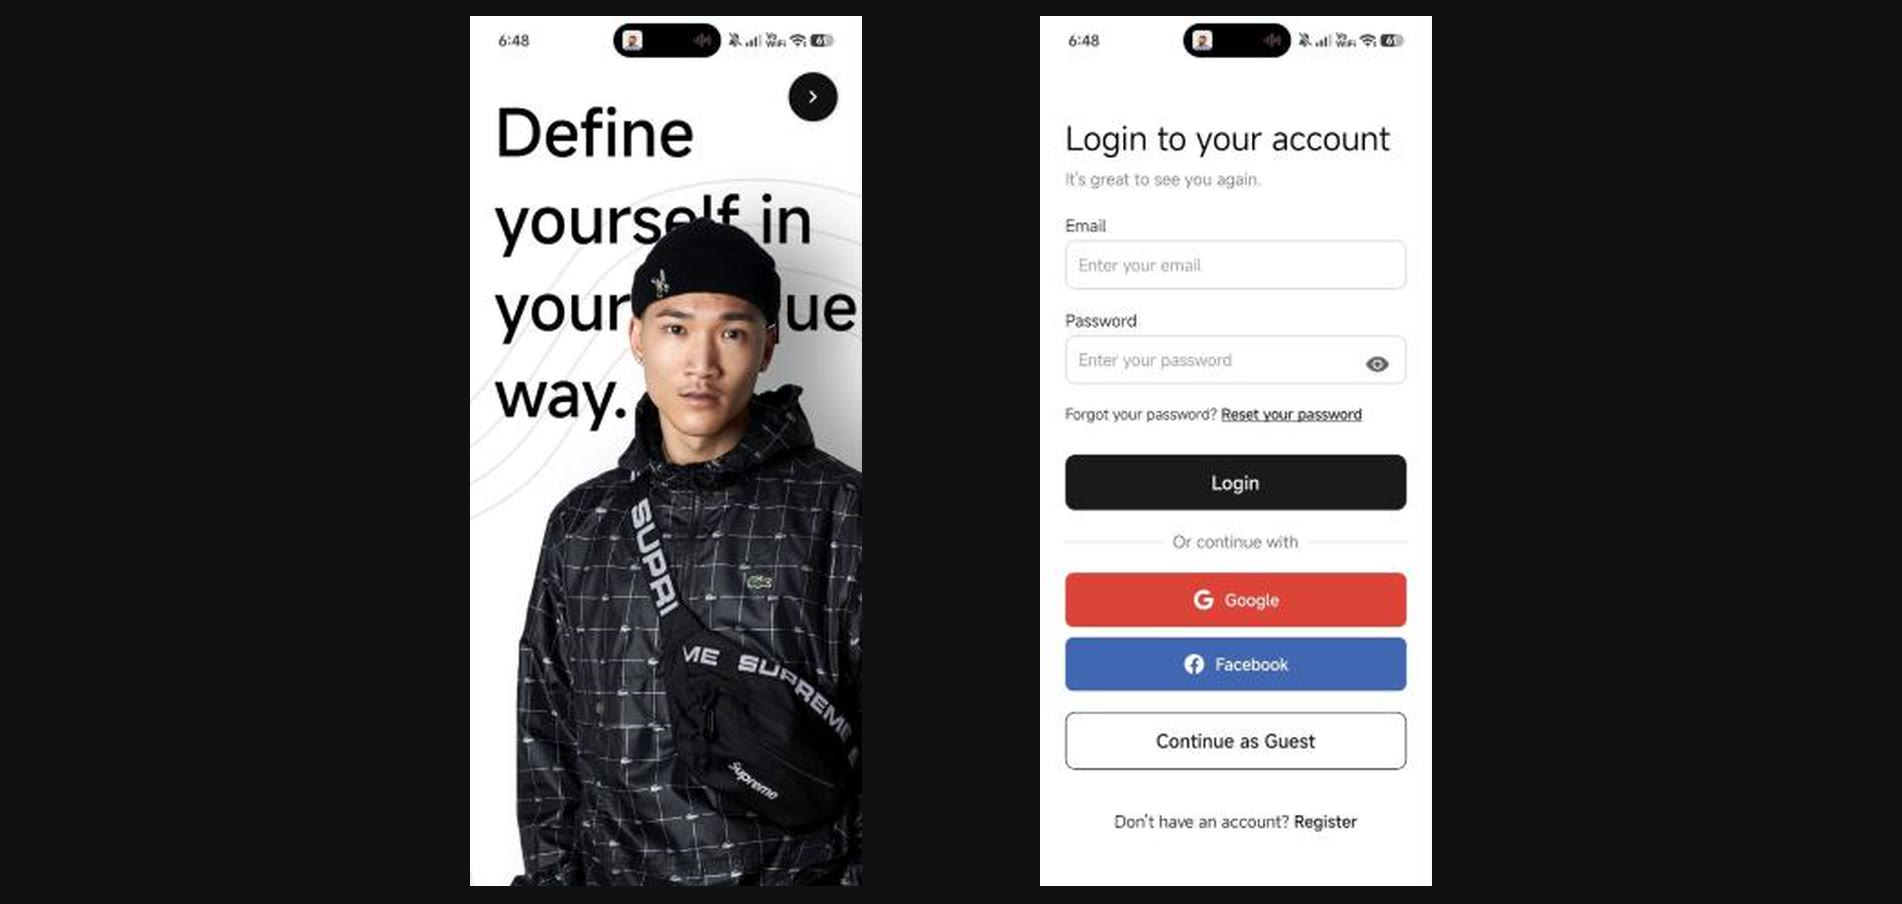 6:48
Define
yourself in
your ue
way.
SUPR
ME SUPREME
Supreme
6:48
Login to your account
It's great to see you again.
Email
Enter your email
Password
Enter your password
Forgot your password? Reset your password
Login
Or continue with
Google
Facebook
Continue as Guest
Don't have an account? Register